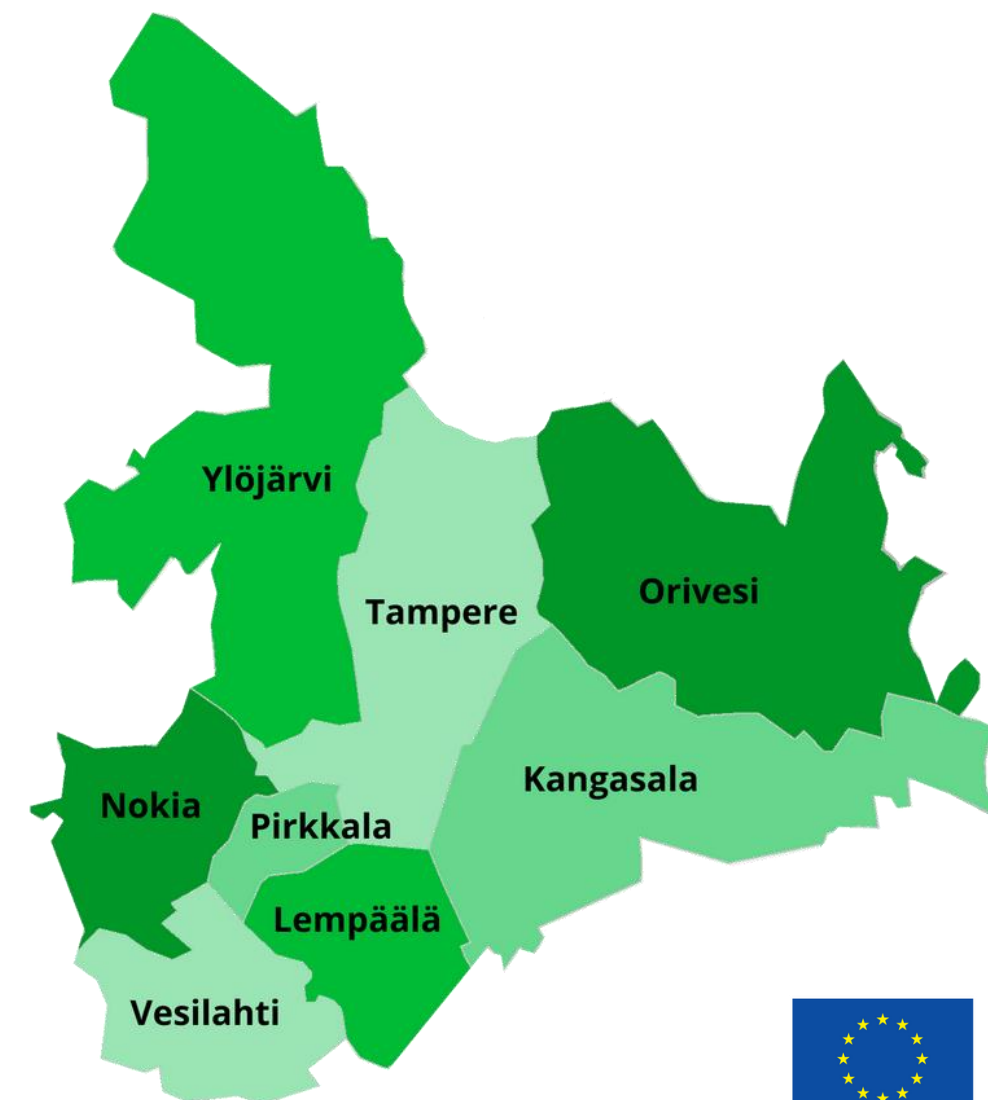 Ylöjärvi
Orivesi
Tampere
Kangasala
Nokia
Pirkkala
Lempäälä
Vesilahti